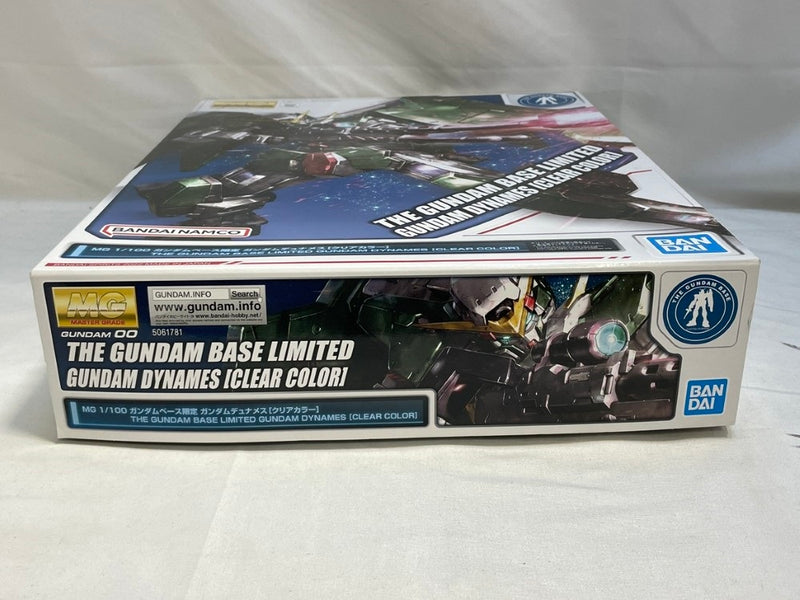 THE GUNDAM BASE LIMITED
GUNDAM DYNAMES [CLEAR COLOR]
BANDAI NAMCO
BAN
DAI
MG 1/100 ガンダムベース限定 ガンダムデュナメス [クリアカラー]
THE GUNDAM BASE LIMITED GUNDAM DYNAMES [CLEAR COLOR]
MG
MASTER GRADE
GUNDAM 00
GUNDAM.INFO
Search
www.gundam.info
www.bandai-hobby.net/
5061781
THE GUNDAM BASE LIMITED
GUNDAM DYNAMES [CLEAR COLOR]
MG 1/100 ガンダムベース限定 ガンダムデュナメス [クリアカラー]
THE GUNDAM BASE LIMITED GUNDAM DYNAMES [CLEAR COLOR]
THE GUNDAM BASE
BAN
DAI